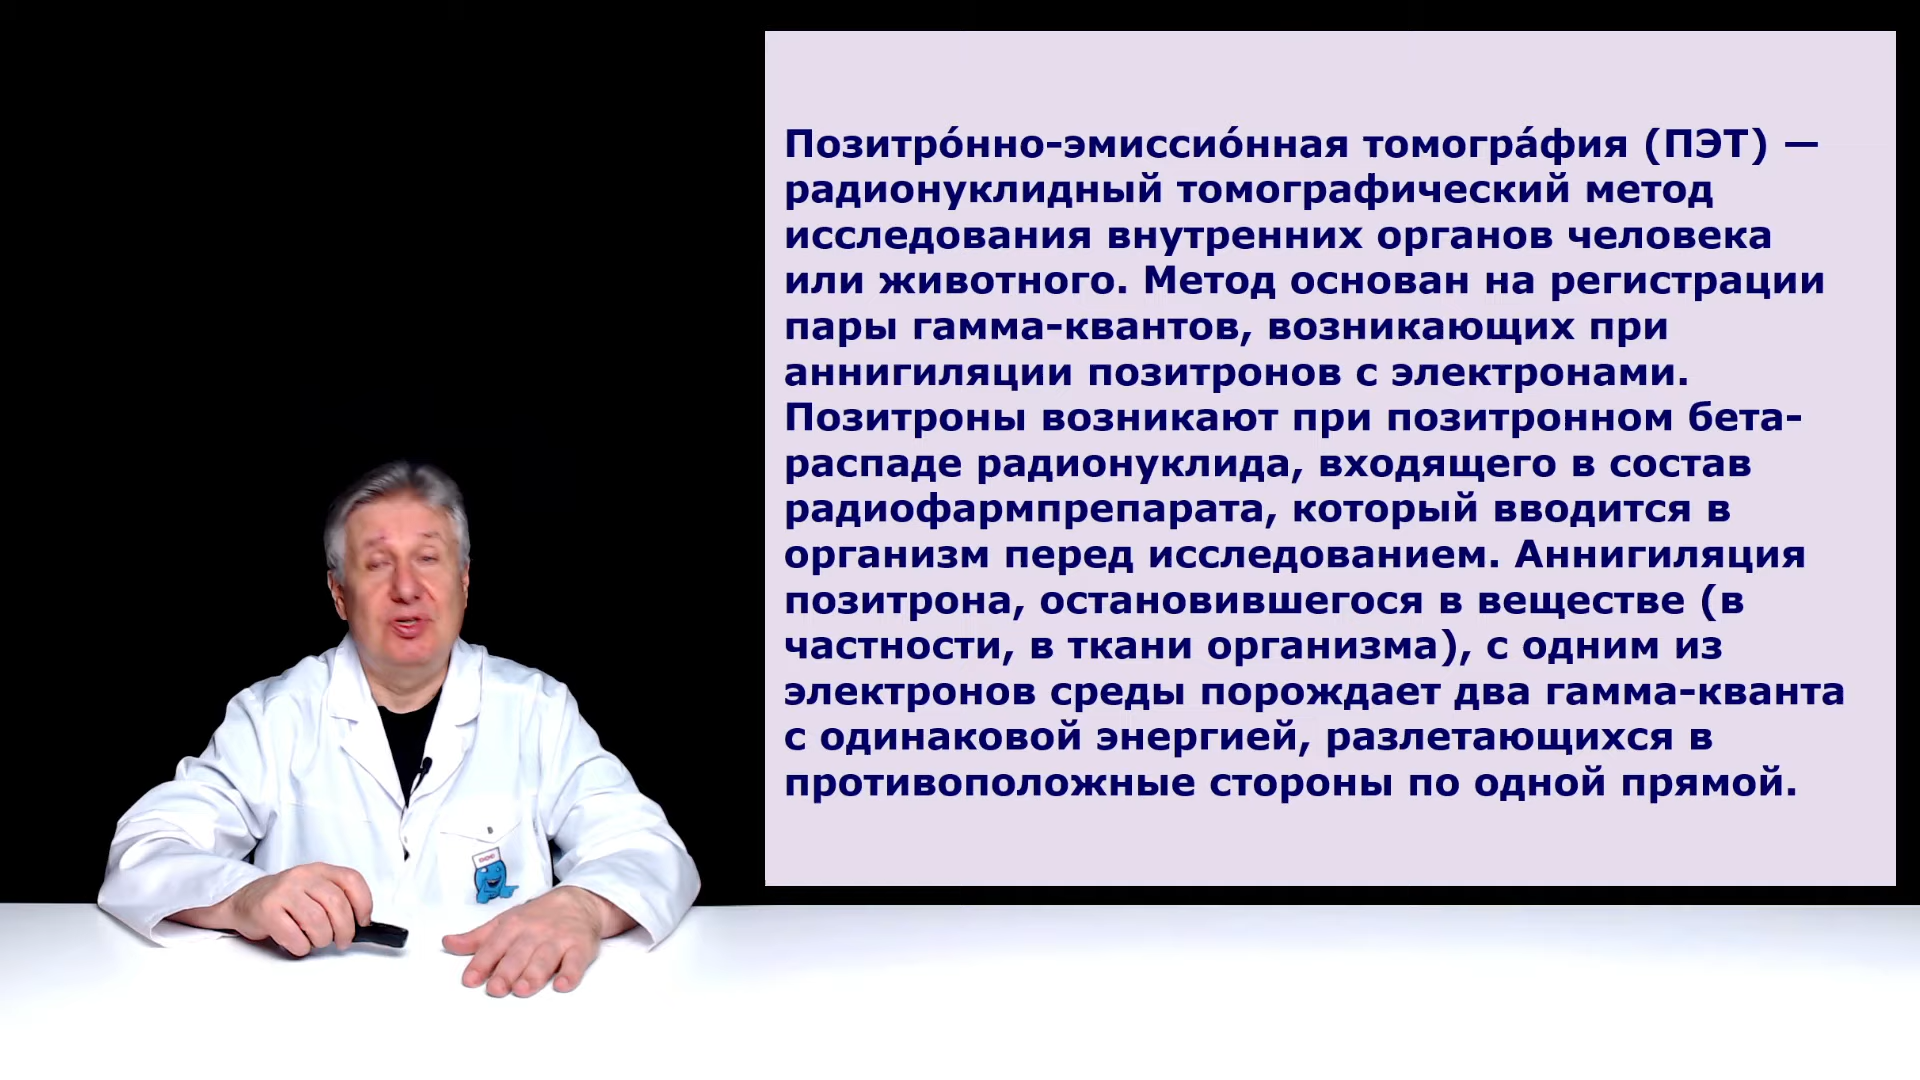 Позитро́нно-эмиссио́нная томогра́фия (ПЭТ) —
радионуклидный томографический метод
исследования внутренних органов человека
или животного. Метод основан на регистрации
пары гамма-квантов, возникающих при
аннигиляции позитронов с электронами.
Позитроны возникают при позитронном бета-
распаде радионуклида, входящего в состав
радиофармпрепарата, который вводится в
организм перед исследованием. Аннигиляция
позитрона, остановившегося в веществе (в
частности, в ткани организма), с одним из
электронов среды порождает два гамма-кванта
с одинаковой энергией, разлетающихся в
противоположные стороны по одной прямой.